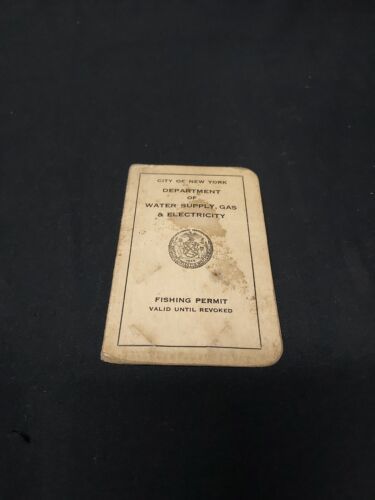 CITY OF NEW YORK
DEPARTMENT
OF
WATER SUPPLY, GAS
& ELECTRICITY
FISHING PERMIT
VALID UNTIL REVOKED